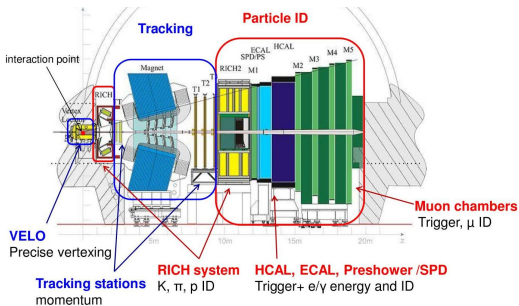 Particle ID
Tracking
HCAL
ECAL
SPD/PS
interaction point
Magnet
RICH2
M1
M2
M3
M4
M5
T1
T2
RICH
Vertex
5m
10m
15m
20m
VELO
Precise vertexing
Tracking stations
momentum
RICH system
K, π, p ID
HCAL, ECAL, Preshower /SPD
Trigger+ e/γ energy and ID
Muon chambers
Trigger, μ ID